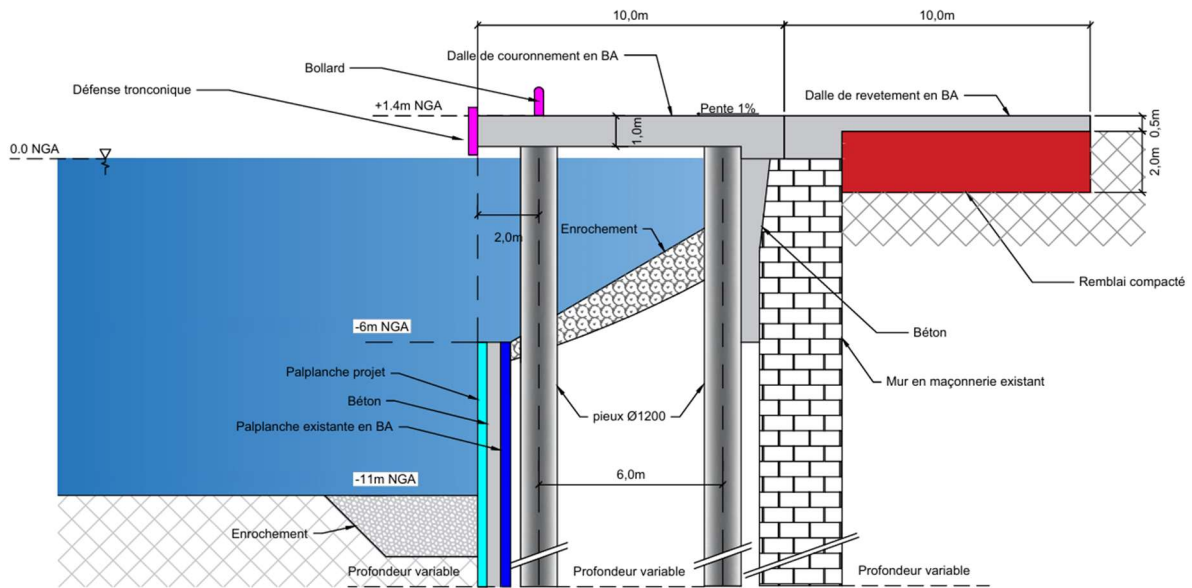 10,0m
10,0m
Dalle de couronnement en BA
Bollard
Défense tronconique
+1.4m NGA
Pente 1%
Dalle de revetement en BA
0,5m
1,0m
0.0 NGA
2,0m
2,0m
Enrochement
Remblai compacté
-6m NGA
Béton
Palplanche projet
Mur en maçonnerie existant
Béton
pieux Ø1200
Palplanche existante en BA
-11m NGA
6,0m
Enrochement
Profondeur variable
Profondeur variable
Profondeur variable